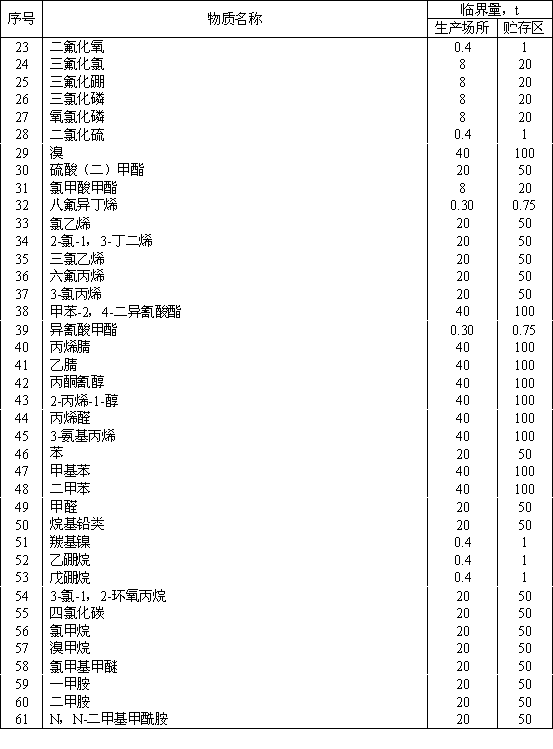 序号 物质名称 临界量，t
生产场所 贮存区
23 二氟化氧 0.4 1
24 三氟化氯 8 20
25 三氟化硼 8 20
26 三氯化磷 8 20
27 氧氯化磷 8 20
28 二氯化硫 0.4 1
29 溴 40 100
30 硫酸（二）甲酯 20 50
31 氯甲酸甲酯 8 20
32 八氟异丁烯 0.30 0.75
33 氯乙烯 20 50
34 2-氯-1，3-丁二烯 20 50
35 三氯乙烯 20 50
36 六氟丙烯 20 50
37 3-氯丙烯 20 50
38 甲苯-2，4-二异氰酸酯 40 100
39 异氰酸甲酯 0.30 0.75
40 丙烯腈 40 100
41 乙腈 40 100
42 丙酮氰醇 40 100
43 2-丙烯-1-醇 40 100
44 丙烯醛 40 100
45 3-氨基丙烯 40 100
46 苯 20 50
47 甲基苯 40 100
48 二甲苯 40 100
49 甲醛 20 50
50 烷基铅类 20 50
51 羰基镍 0.4 1
52 乙硼烷 0.4 1
53 戊硼烷 0.4 1
54 3-氯-1，2-环氧丙烷 20 50
55 四氯化碳 20 50
56 氯甲烷 20 50
57 溴甲烷 20 50
58 氯甲基甲醚 20 50
59 一甲胺 20 50
60 二甲胺 20 50
61 N，N-二甲基甲酰胺 20 50